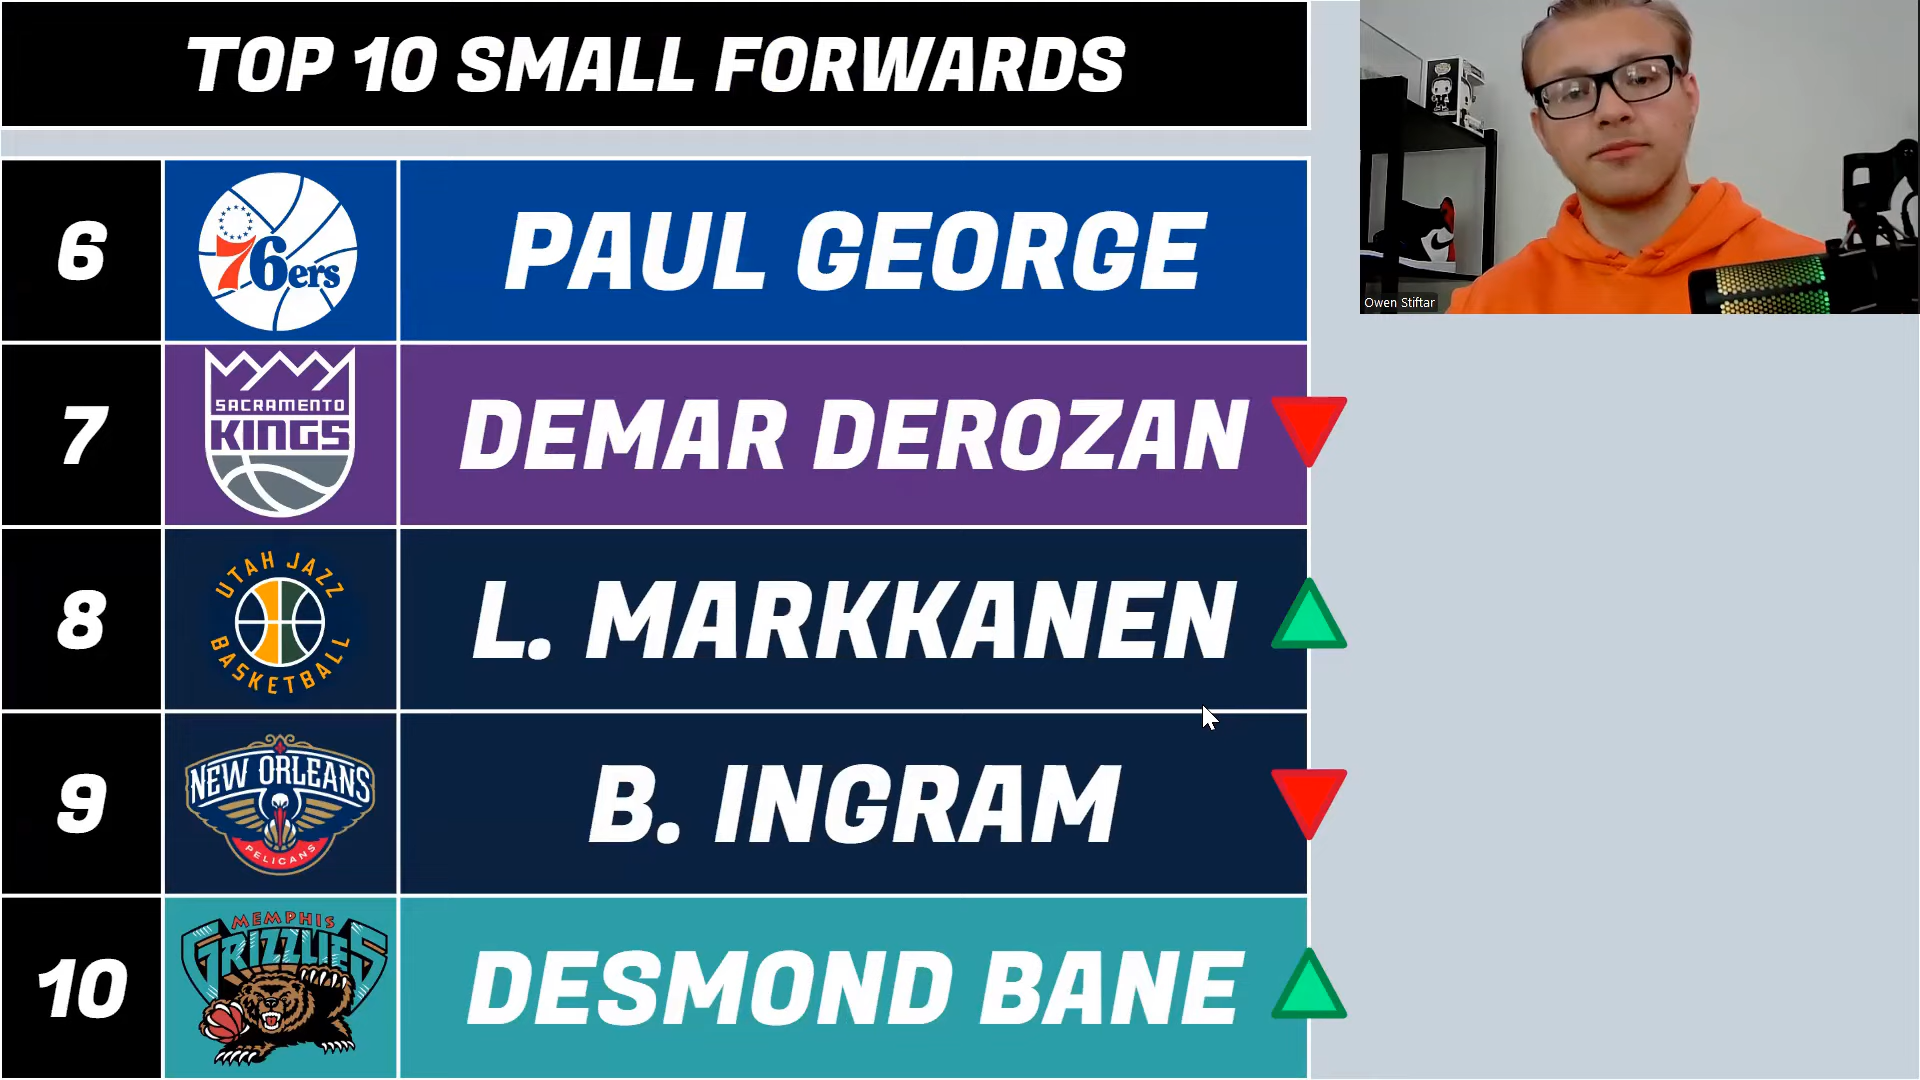 TOP 10 SMALL FORWARDS
6
76ers
PAUL GEORGE
7
SACRAMENTO
KINGS
DEMAR DEROZAN
8
UTAH JAZZ
BASKETBALL
L. MARKKANEN
9
NEW ORLEANS
PELICANS
B. INGRAM
10
MEMPHIS
GRIZZLIES
DESMOND BANE
Owen Stiftar